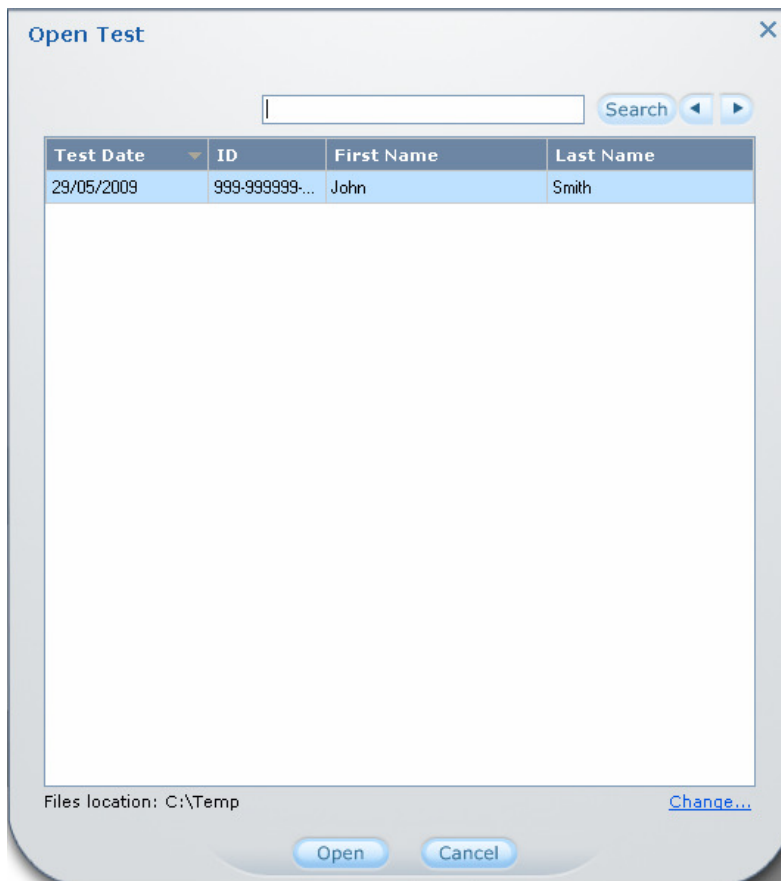 Open Test
Search
Test Date ID First Name Last Name
29/05/2009 999-999999-... John Smith
Files location: C:\Temp Change...
Open Cancel